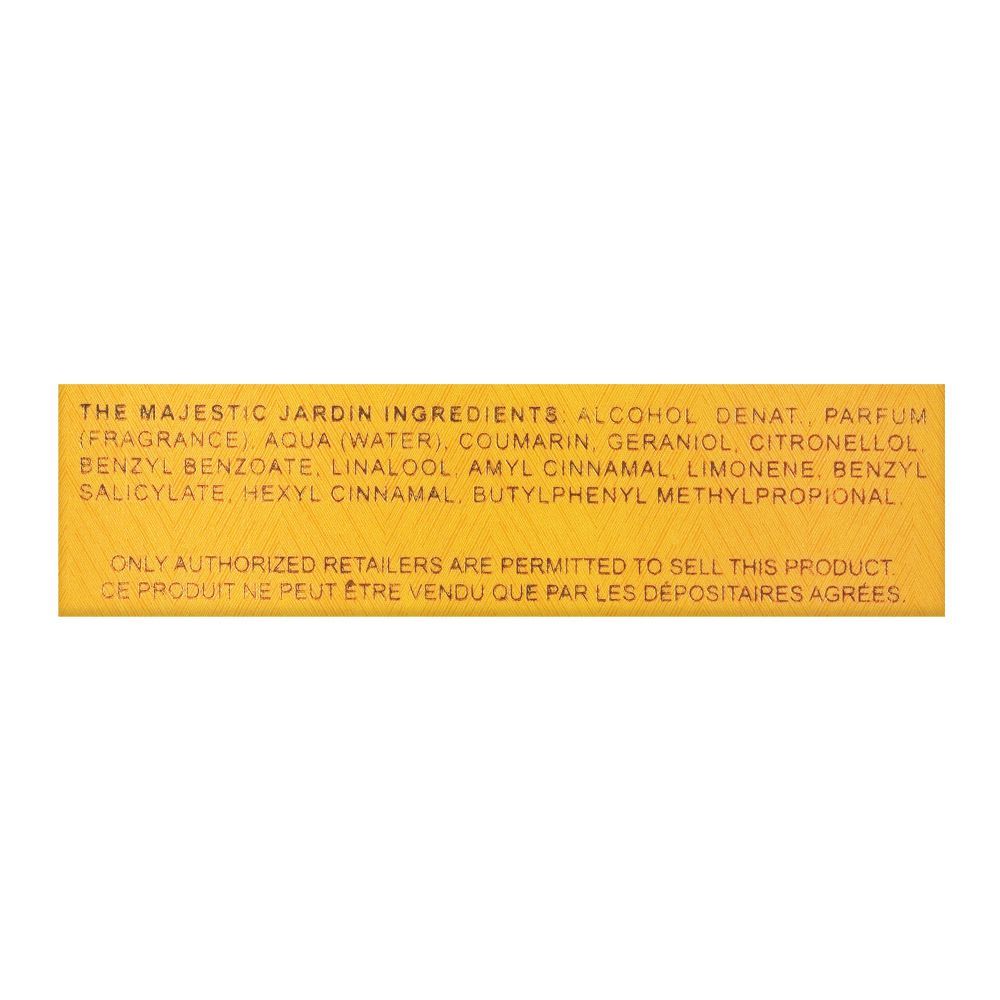 THE MAJESTIC JARDIN INGREDIENTS: ALCOHOL DENAT., PARFUM
(FRAGRANCE), AQUA (WATER), COUMARIN, GERANIOL, CITRONELLOL,
BENZYL BENZOATE, LINALOOL, AMYL CINNAMAL, LIMONENE, BENZYL
SALICYLATE, HEXYL CINNAMAL, BUTYLPHENYL METHYLPROPIONAL.
ONLY AUTHORIZED RETAILERS ARE PERMITTED TO SELL THIS PRODUCT.
CE PRODUIT NE PEUT ÊTRE VENDU QUE PAR LES DÉPOSITAIRES AGRÉES.